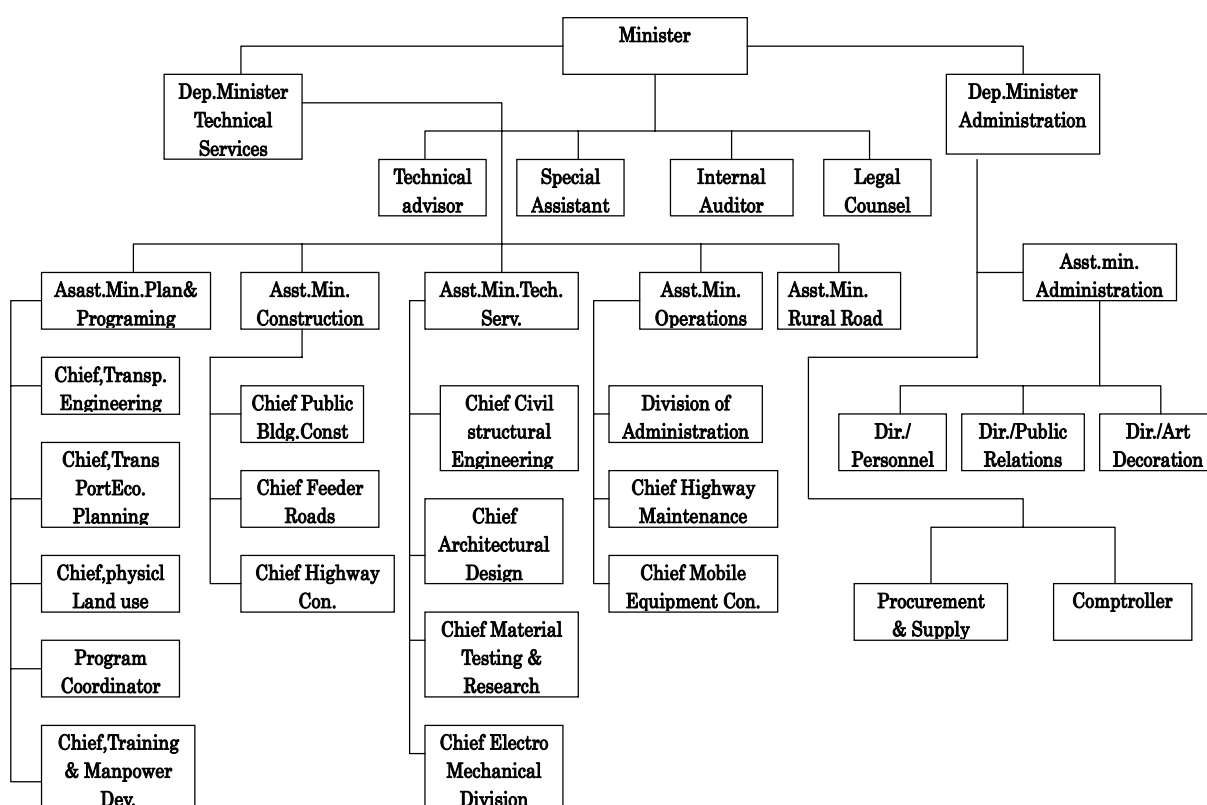 Minister
Dep.Minister
Technical
Services
Dep.Minister
Administration
Technical
advisor
Special
Assistant
Internal
Auditor
Legal
Counsel
Asast.Min.Plan&
Programing
Asst.Min.
Construction
Asst.Min.Tech.
Serv.
Asst.Min.
Operations
Asst.Min.
Rural Road
Asst.min.
Administration
Chief,Transp.
Engineering
Chief,Trans
PortEco.
Planning
Chief,physicl
Land use
Program
Coordinator
Chief,Training
& Manpower
Dev.
Chief Public
Bldg.Const
Chief Feeder
Roads
Chief Highway
Con.
Chief Civil
structural
Engineering
Chief
Architectural
Design
Chief Material
Testing &
Research
Chief Electro
Mechanical
Division
Division of
Administration
Chief Highway
Maintenance
Chief Mobile
Equipment Con.
Dir./
Personnel
Dir./Public
Relations
Dir./Art
Decoration
Procurement
& Supply
Comptroller